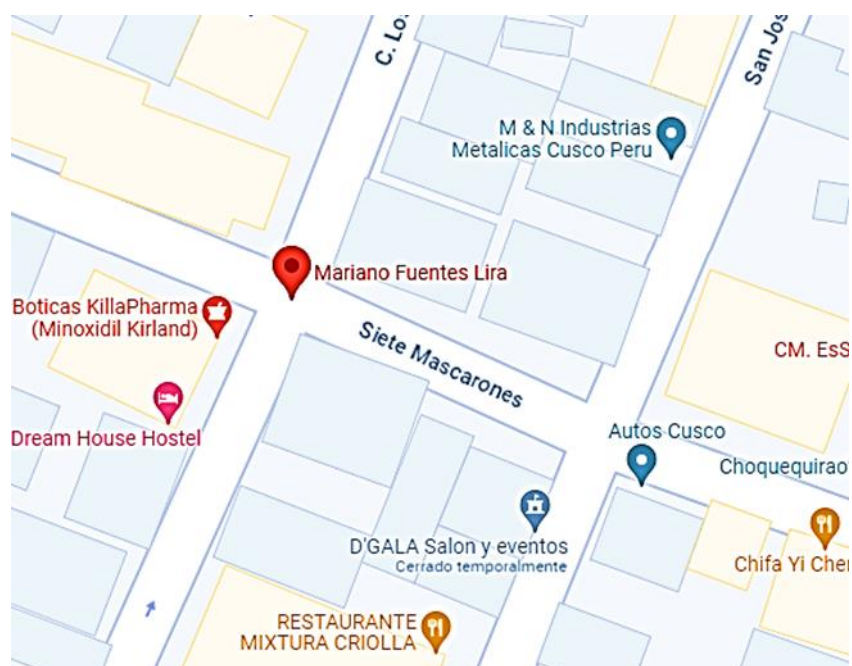 C. Lo
San Jos
M & N Industrias
Metalicas Cusco Peru
Mariano Fuentes Lira
Boticas KillaPharma
(Minoxidil Kirland)
Siete Mascarones
CM. EsS
Dream House Hostel
Autos Cusco
Choquequirao
D'GALA Salon y eventos
Cerrado temporalmente
Chifa Yi Cher
RESTAURANTE
MIXTURA CRIOLLA